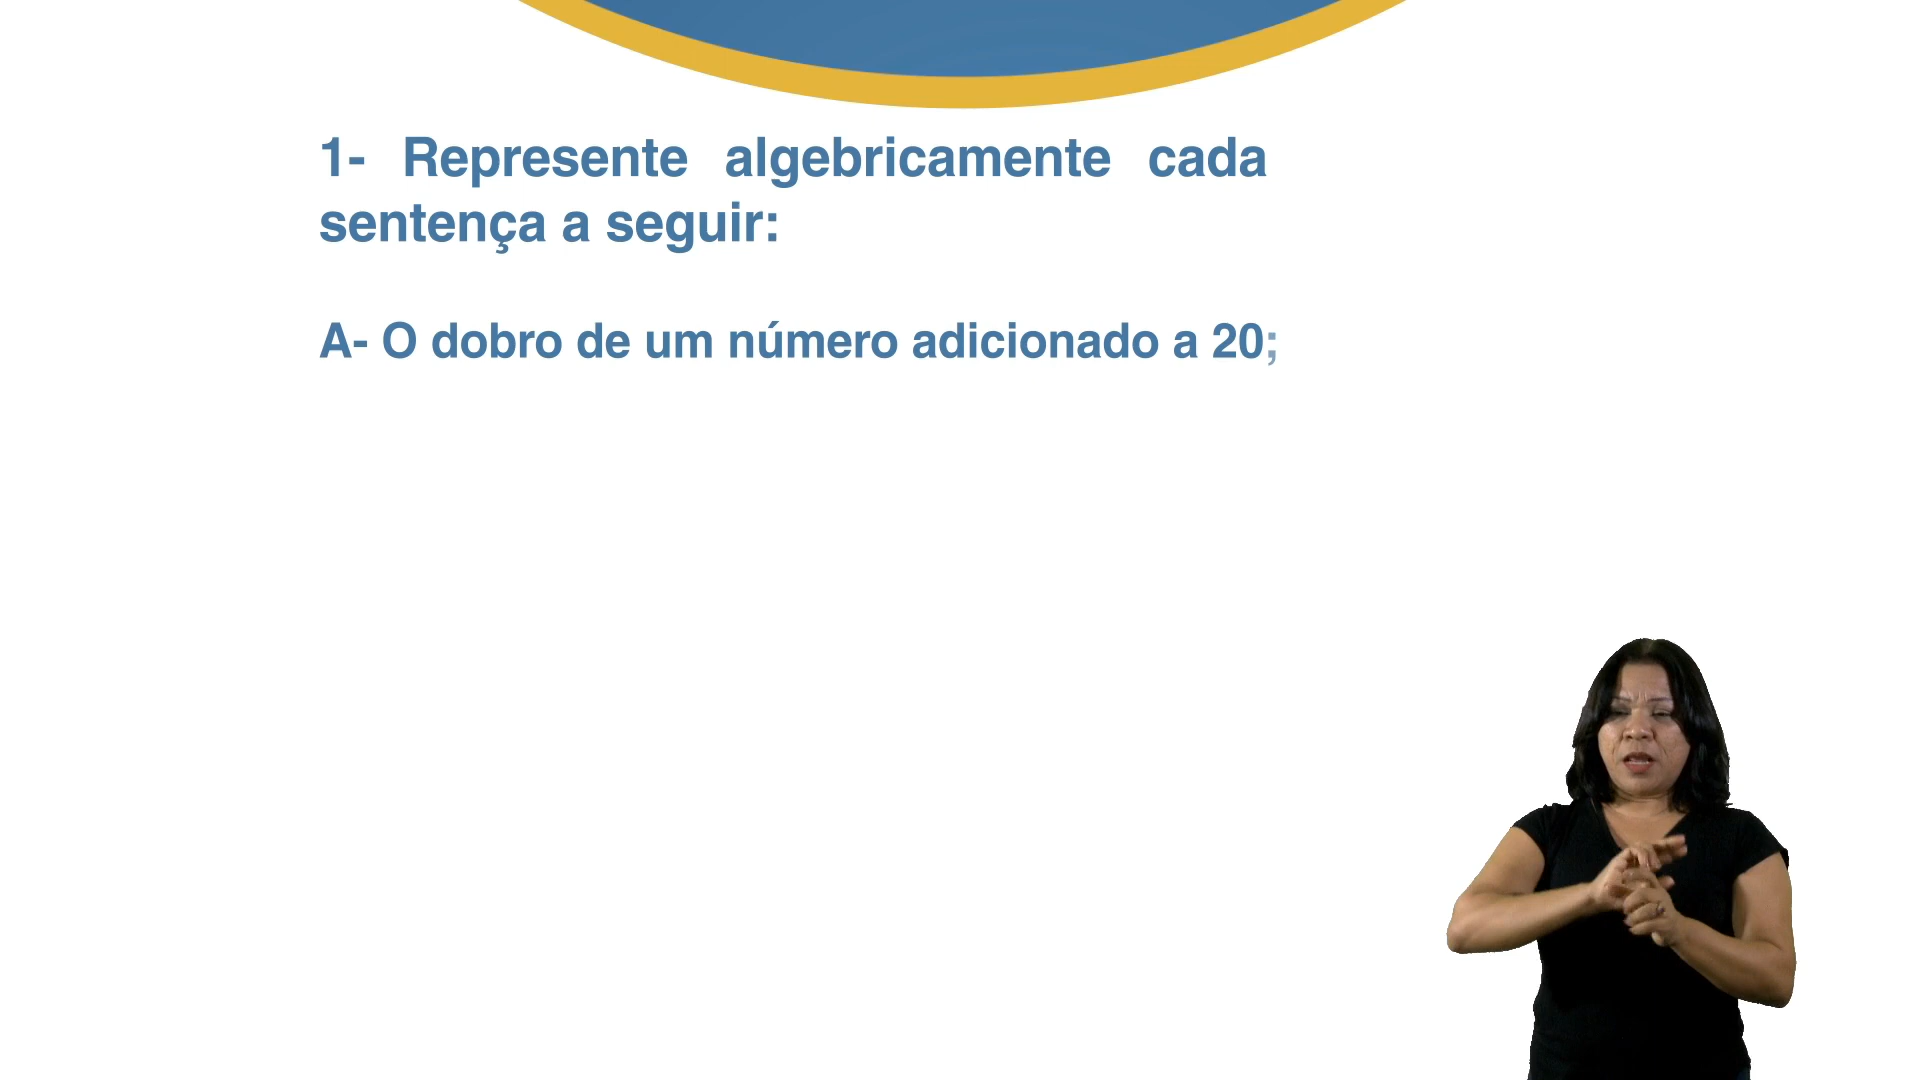 1- Represente algebricamente cada
sentença a seguir:
A- O dobro de um número adicionado a 20;